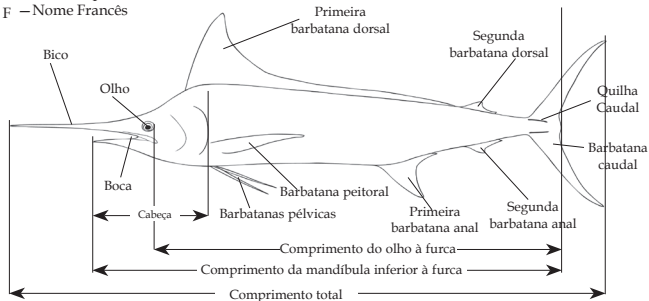 F – Nome Francês
Primeira
barbatana dorsal
Segunda
barbatana dorsal
Bico
Olho
Quilha
Caudal
Barbatana
caudal
Boca
Barbatana peitoral
Cabeça
Barbatanas pélvicas
Primeira
barbatana anal
Segunda
barbatana anal
Comprimento do olho à furca
Comprimento da mandíbula inferior à furca
Comprimento total